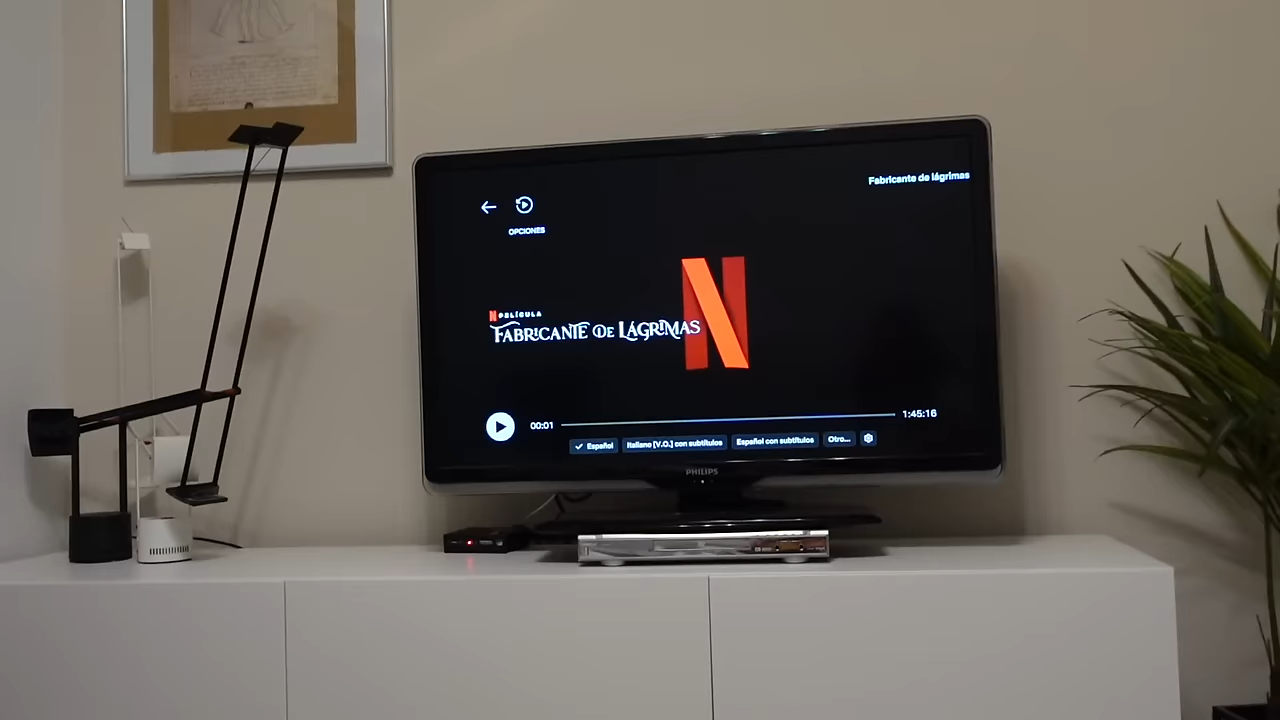 Fabricante de lágrimas
OPCIONES
N PELÍCULA
FABRICANTE DE LÁGRIMAS
00:01
1:45:16
Español
Italiano [V.O.] con subtítulos
Español con subtítulos
Otro...
PHILIPS